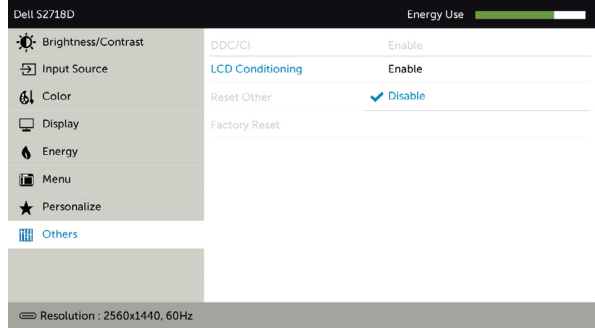 Dell S2718D Energy Use
Brightness/Contrast
DDC/CI Enable
Input Source
LCD Conditioning Enable
Color
Reset Other Disable
Display
Factory Reset
Energy
Menu
Personalize
Others
Resolution : 2560x1440, 60Hz